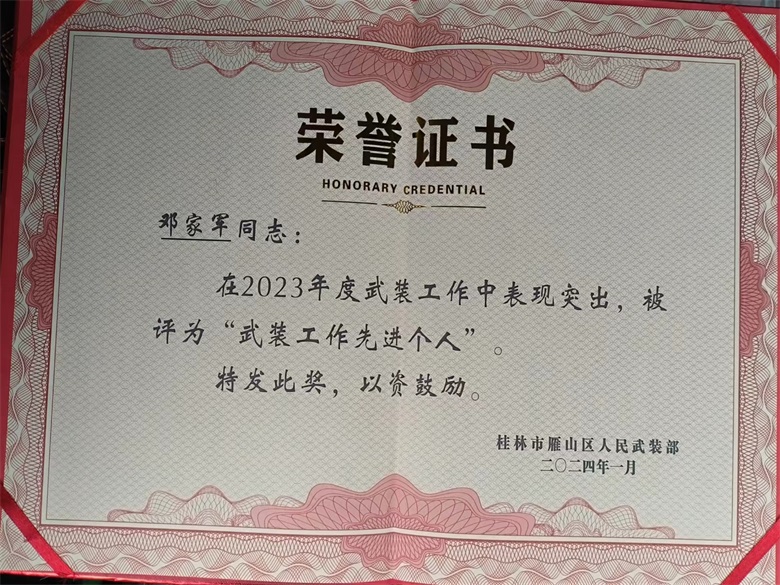 荣誉证书
HONORARY CREDENTIAL
邓家军同志：
在2023年度武装工作中表现突出，被
评为“武装工作先进个人”。
特发此奖，以资鼓励。
桂林市雁山区人民武装部
二〇二四年一月